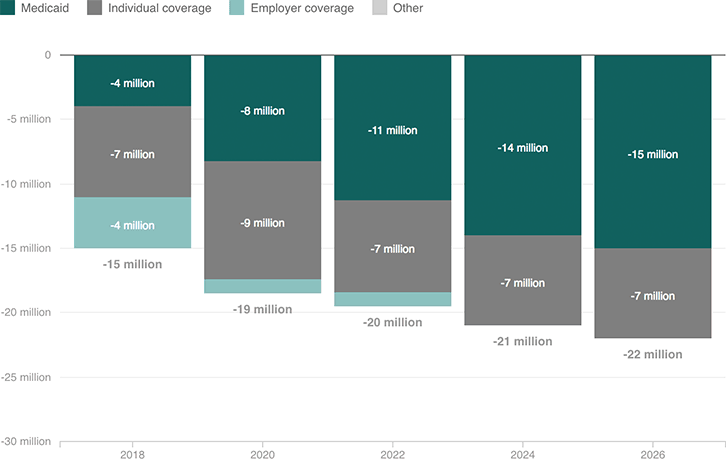 Medicaid Individual coverage Employer coverage Other
0
-5 million
-10 million
-15 million
-20 million
-25 million
-30 million
-4 million
-7 million
-4 million
-15 million
-8 million
-9 million
-19 million
-11 million
-7 million
-20 million
-14 million
-7 million
-21 million
-15 million
-7 million
-22 million
2018 2020 2022 2024 2026